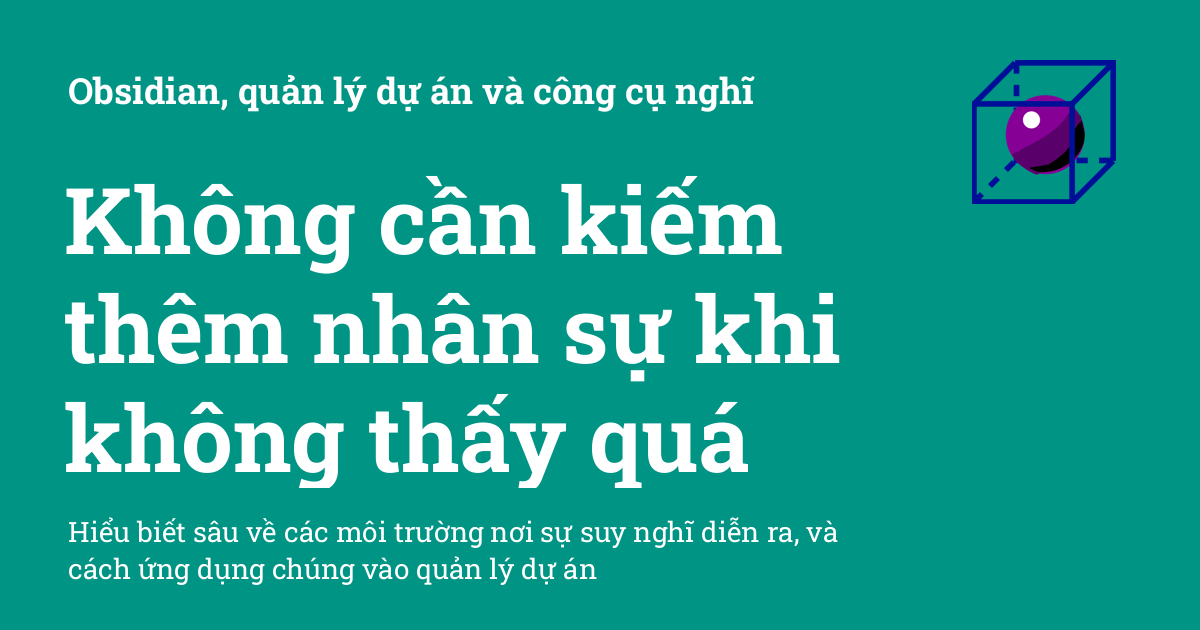 Obsidian, quản lý dự án và công cụ nghĩ
Không cần kiếm
thêm nhân sự khi
không thấy quá
Hiểu biết sâu về các môi trường nơi sự suy nghĩ diễn ra, và
cách ứng dụng chúng vào quản lý dự án